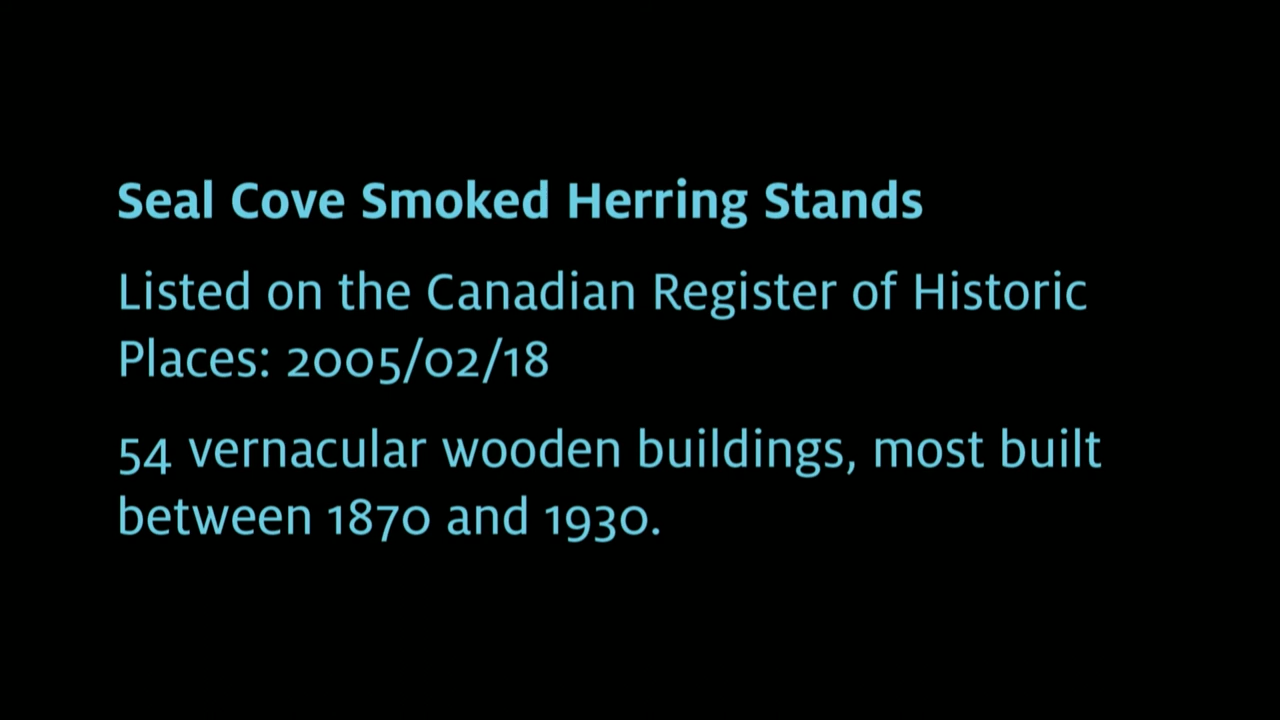 Seal Cove Smoked Herring Stands
Listed on the Canadian Register of Historic
Places: 2005/02/18
54 vernacular wooden buildings, most built
between 1870 and 1930.